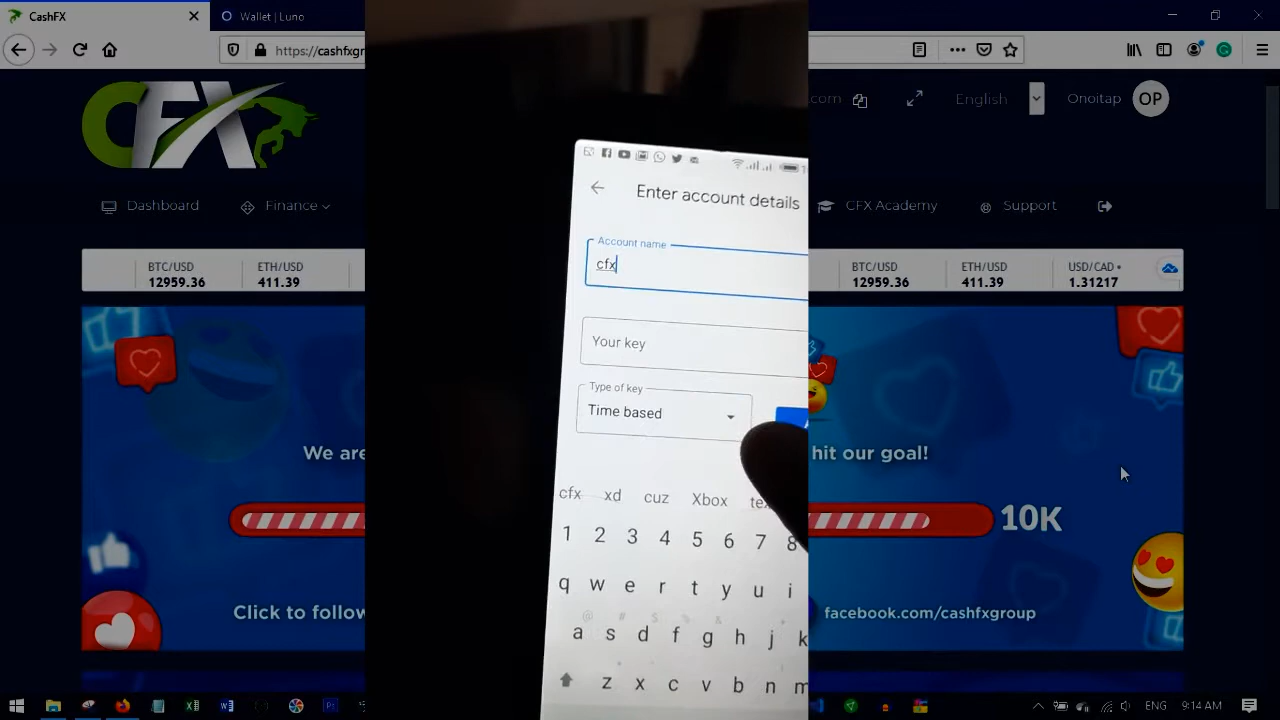 CashFX
Wallet | Luno
https://cashfxgr
.com
English
Onoitap
OP
CFX
Dashboard
Finance
CFX Academy
Support
BTC/USD
12959.36
ETH/USD
411.39
BTC/USD
12959.36
ETH/USD
411.39
USD/CAD
1.31217
We are
hit our goal!
10K
Click to follow
facebook.com/cashfxgroup
Enter account details
Account name
cfx
Your key
Type of key
Time based
cfx xd cuz Xbox
1 2 3 4 5 6 7 8
q w e r t y u i
@ # $ &
a s d f g h j k
z x c v b n m
ENG
9:14 AM